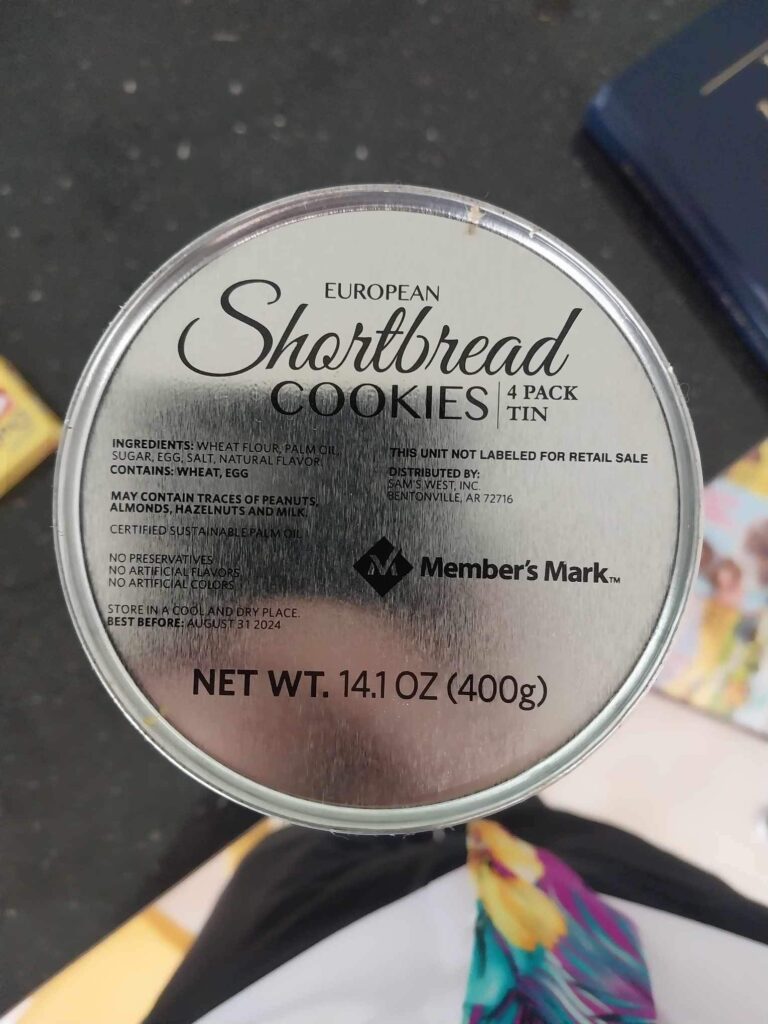 EUROPEAN
Shortbread
COOKIES | 4 PACK
TIN
INGREDIENTS: WHEAT FLOUR, PALM OIL,
SUGAR, EGG, SALT, NATURAL FLAVOR.
CONTAINS: WHEAT, EGG
MAY CONTAIN TRACES OF PEANUTS,
ALMONDS, HAZELNUTS AND MILK.
CERTIFIED SUSTAINABLE PALM OIL
NO PRESERVATIVES
NO ARTIFICIAL FLAVORS
NO ARTIFICIAL COLORS
STORE IN A COOL AND DRY PLACE.
BEST BEFORE: AUGUST 31 2024
THIS UNIT NOT LABELED FOR RETAIL SALE
DISTRIBUTED BY:
SAM'S WEST, INC.
BENTONVILLE, AR 72716
M Member's Mark™
NET WT. 14.1 OZ (400g)